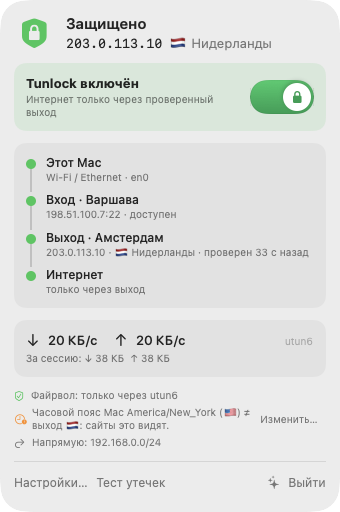 Защищено
203.0.113.10 🇳🇱 Нидерланды
Tunlock включён
Интернет только через проверенный
выход
Этот Mac
Wi-Fi / Ethernet · en0
Вход · Варшава
198.51.100.7:22 · доступен
Выход · Амстердам
203.0.113.10 · 🇳🇱 Нидерланды · проверен 33 с назад
Интернет
только через выход
↓ 20 КБ/с ↑ 20 КБ/с utun6
За сессию: ↓ 38 КБ ↑ 38 КБ
Файрвол: только через utun6
Часовой пояс Mac America/New_York (🇺🇸) ≠
выход 🇳🇱: сайты это видят. Изменить...
Напрямую: 192.168.0.0/24
Настройки... Тест утечек Выйти